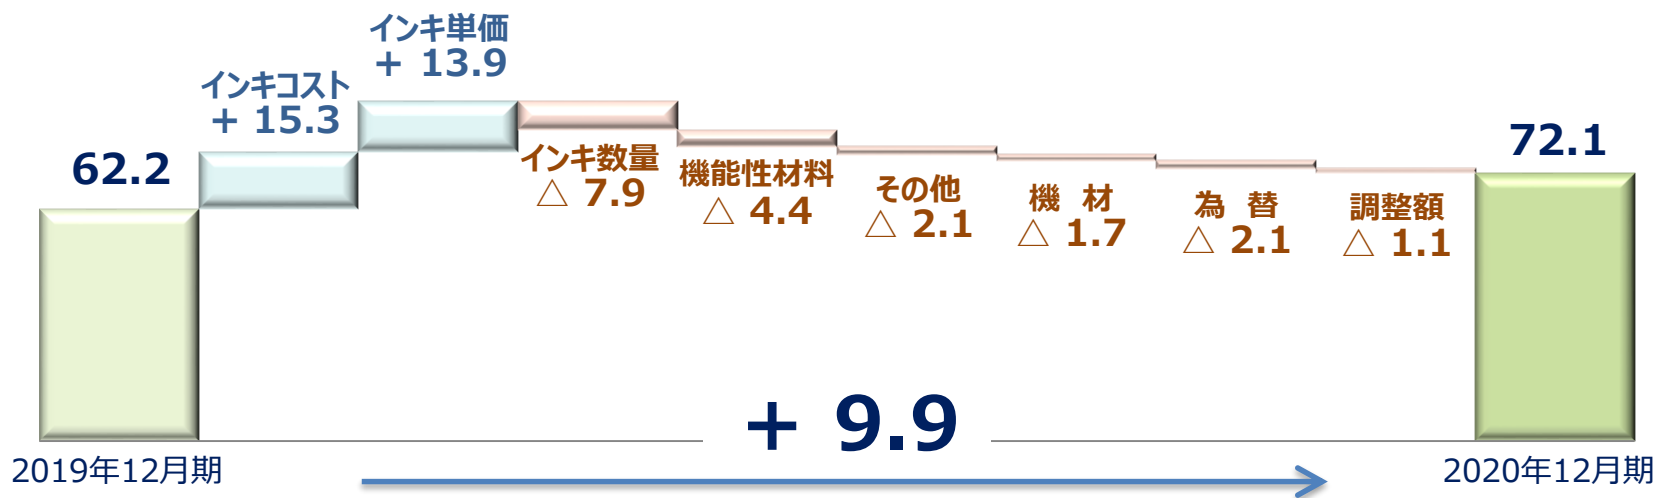 62.2
インキコスト
+ 15.3
インキ単価
+ 13.9
インキ数量
△ 7.9
機能性材料
△ 4.4
その他
△ 2.1
機 材
△ 1.7
為 替
△ 2.1
調整額
△ 1.1
72.1
+ 9.9
2019年12月期
2020年12月期